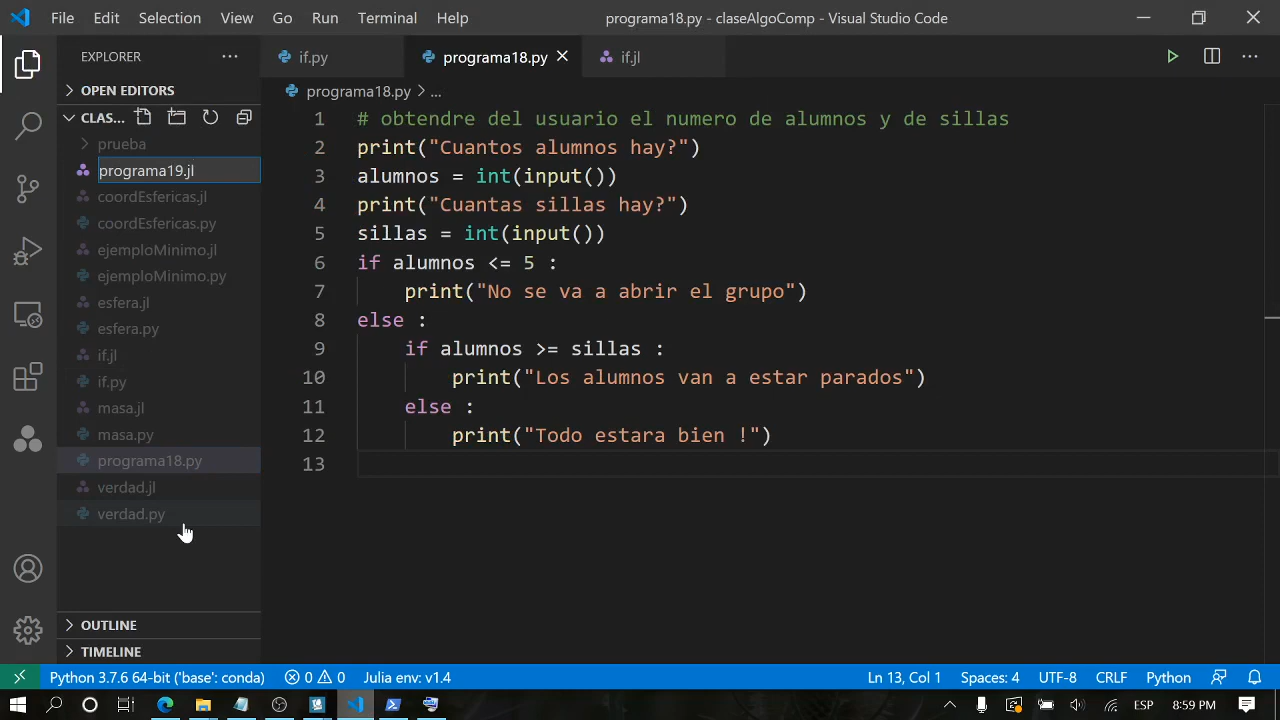 File Edit Selection View Go Run Terminal Help
programa18.py - claseAlgoComp - Visual Studio Code
EXPLORER
if.py
programa18.py
if.jl
OPEN EDITORS
programa18.py > ...
CLAS...
prueba
programa19.jl
coordEsfericas.jl
coordEsfericas.py
ejemploMinimo.jl
ejemploMinimo.py
esfera.jl
esfera.py
if.jl
if.py
masa.jl
masa.py
programa18.py
verdad.jl
verdad.py
OUTLINE
TIMELINE
1 # obtendre del usuario el numero de alumnos y de sillas
2 print("Cuantos alumnos hay?")
3 alumnos = int(input())
4 print("Cuantas sillas hay?")
5 sillas = int(input())
6 if alumnos <= 5 :
7 print("No se va a abrir el grupo")
8 else :
9 if alumnos >= sillas :
10 print("Los alumnos van a estar parados")
11 else :
12 print("Todo estara bien !")
13
Python 3.7.6 64-bit ('base': conda) 0 0 Julia env: v1.4 Ln 13, Col 1 Spaces: 4 UTF-8 CRLF Python
ESP 8:59 PM